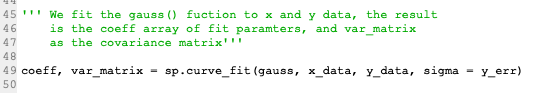 44
45 ''' We fit the gauss() fuction to x and y data, the result
46 is the coeff array of fit paramters, and var_matrix
47 as the covariance matrix'''
48
49 coeff, var_matrix = sp.curve_fit(gauss, x_data, y_data, sigma = y_err)
50